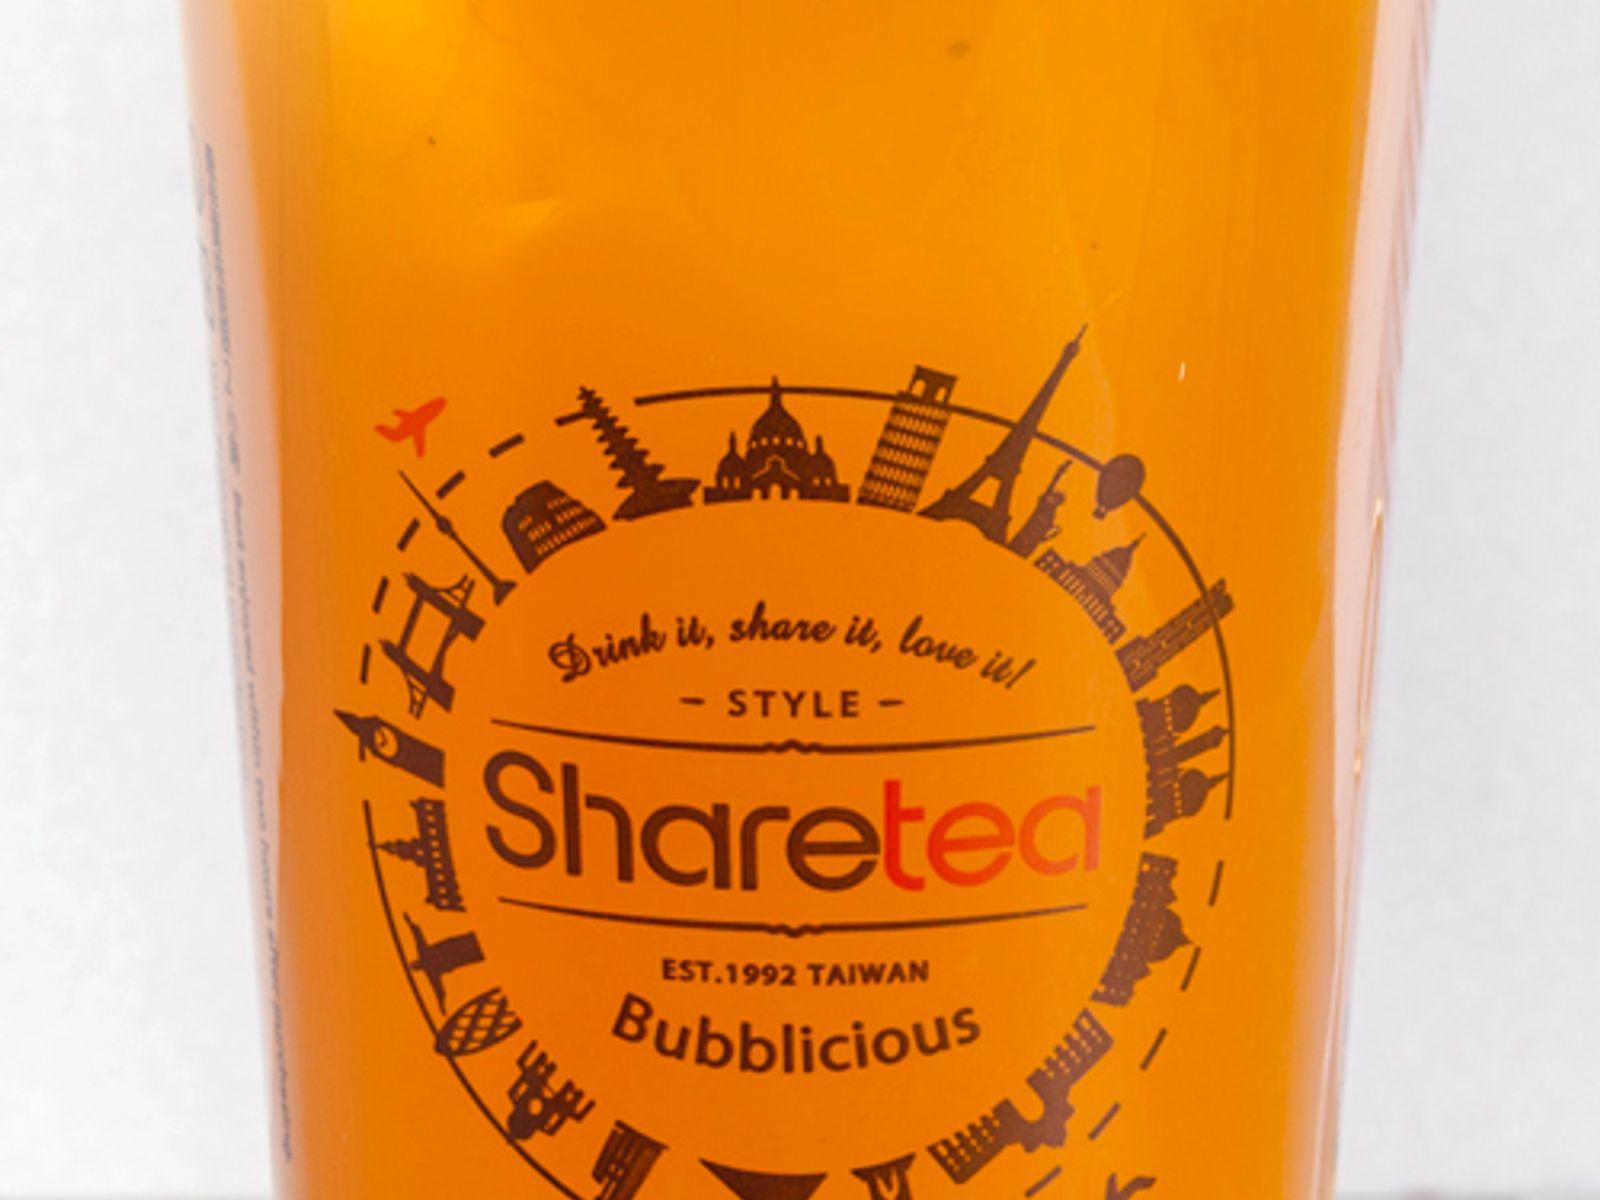 Drink it, share it, love it!
- STYLE -
Sharetea
EST.1992 TAIWAN
Bubblicious